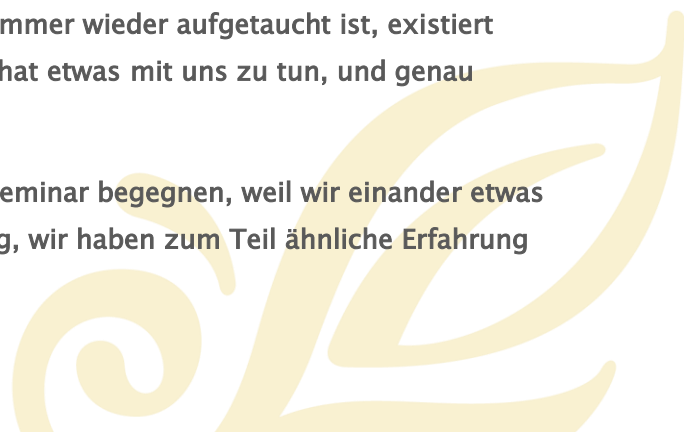 mmer wieder aufgetaucht ist, existiert
hat etwas mit uns zu tun, und genau
eminar begegnen, weil wir einander etwas
g, wir haben zum Teil ähnliche Erfahrung